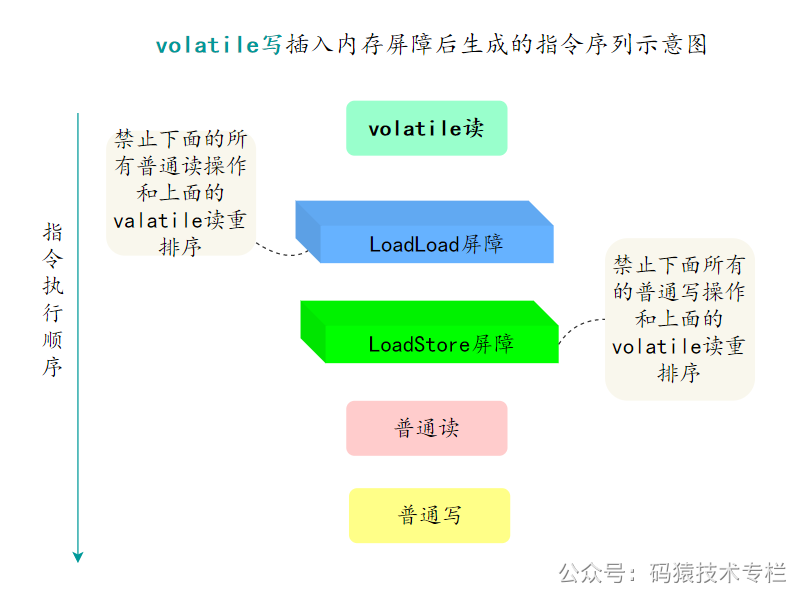 volatile写插入内存屏障后生成的指令序列示意图
volatile读
禁止下面的所
有普通读操作
和上面的
valatile读重
排序
LoadLoad屏障
指令执行顺序
禁止下面所有
的普通写操作
和上面的
volatile读重
排序
LoadStore屏障
普通读
普通写
公众号：码猿技术专栏